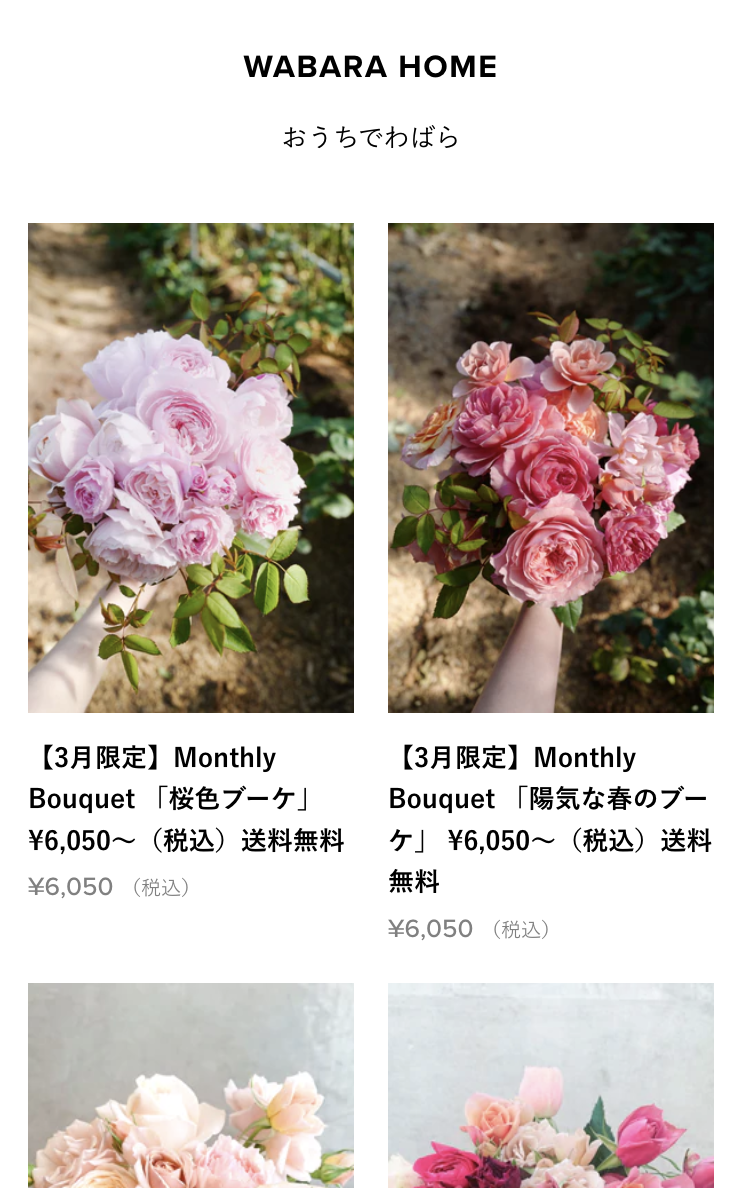 WABARA HOME
おうちでわばら
【3月限定】Monthly
Bouquet 「桜色ブーケ」
¥6,050〜（税込）送料無料
¥6,050 （税込）
【3月限定】Monthly
Bouquet 「陽気な春のブー
ケ」 ¥6,050〜（税込）送料
無料
¥6,050 （税込）